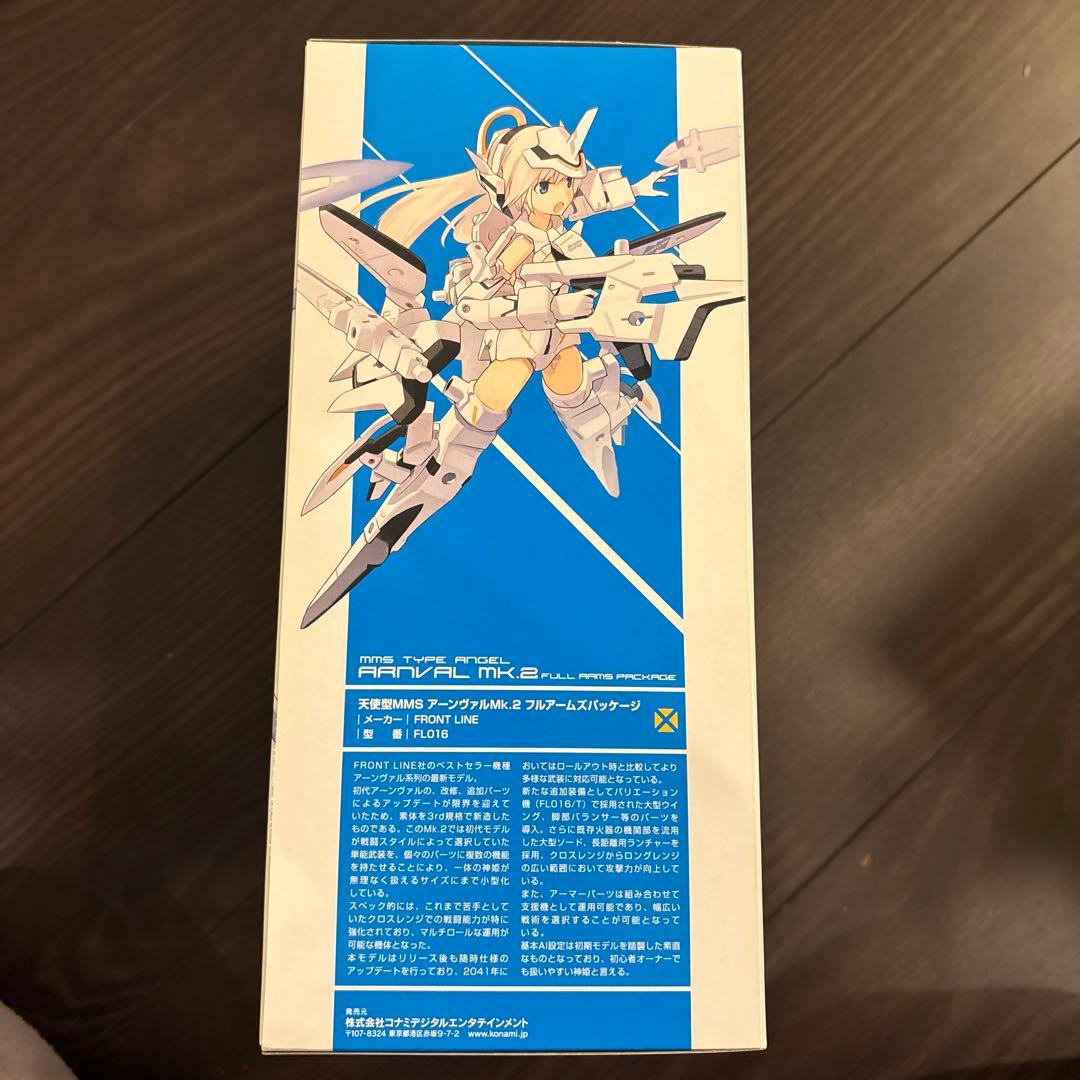 MMS TYPE ANGEL
ARNVAL MK.2 FULL ARMS PACKAGE
天使型MMS アーンヴァルMk.2 フルアームズパッケージ
|メーカー| FRONT LINE
|型 番| FL016
FRONT LINE社のベストセラー機種
アーンヴァル系列の最新モデル。
初代アーンヴァルの、改修、追加パーツ
によるアップデートが限界を迎えて
いたため、素体を3rd規格で新造した
ものである。このMk.2では初代モデル
が戦闘スタイルによって選択していた
単能武装を、個々のパーツに複数の機能
を持たせることにより、一体の神姫が
無理なく扱えるサイズにまで小型化
している。
スペック的には、これまで苦手として
いたクロスレンジでの戦闘能力が特に
強化されており、マルチロールな運用が
可能な機体となった。
本モデルはリリース後も随時仕様の
アップデートを行っており、2041年に
おいてはロールアウト時と比較してより
多様な武装に対応可能となっている。
新たな追加装備としてバリエーション
機（FL016/T）で採用された大型ウイ
ング、脚部バランサー等のパーツを
導入。さらに既存火器の機関部を流用
した大型ソード、長距離用ランチャーを
採用、クロスレンジからロングレンジ
の広い範囲において攻撃力が向上して
いる。
また、アーマーパーツは組み合わせて
支援機として運用可能であり、幅広い
戦術を選択することが可能となって
いる。
基本AI設定は初期モデルを踏襲した素直
なものとなっており、初心者オーナーで
も扱いやすい神姫と言える。
発売元
株式会社コナミデジタルエンタテインメント
〒107-8324 東京都港区赤坂9-7-2 www.konami.jp